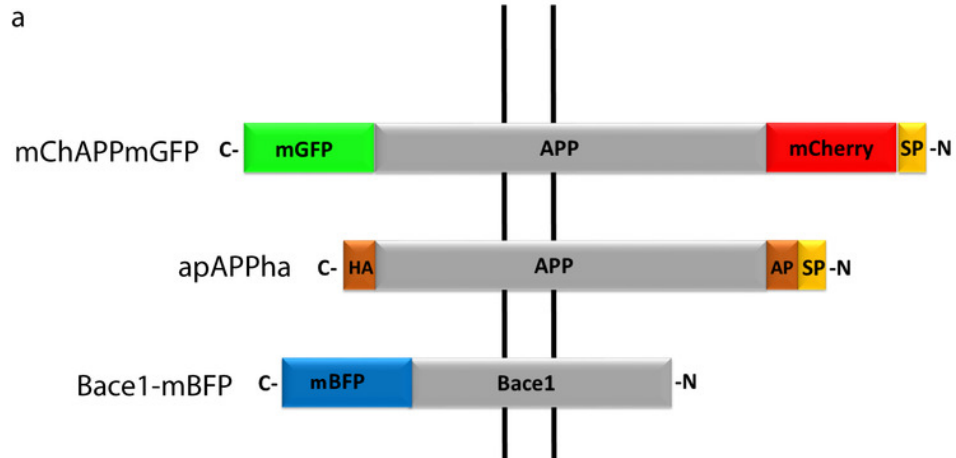 a
mChAPPmGFP C- mGFP APP mCherry SP -N
apAPPha C- HA APP AP SP -N
Bace1-mBFP C- mBFP Bace1 -N